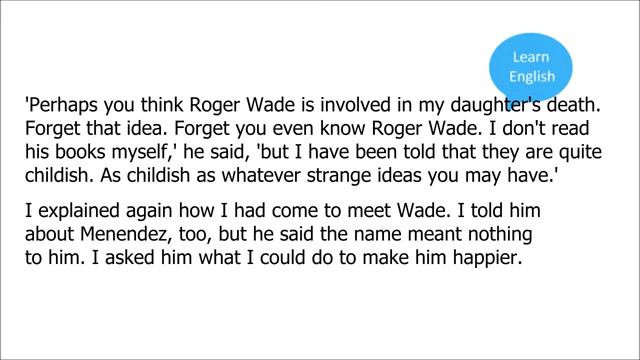 Learn
English
'Perhaps you think Roger Wade is involved in my daughter's death.
Forget that idea. Forget you even know Roger Wade. I don't read
his books myself,' he said, 'but I have been told that they are quite
childish. As childish as whatever strange ideas you may have.'
I explained again how I had come to meet Wade. I told him
about Menendez, too, but he said the name meant nothing
to him. I asked him what I could do to make him happier.